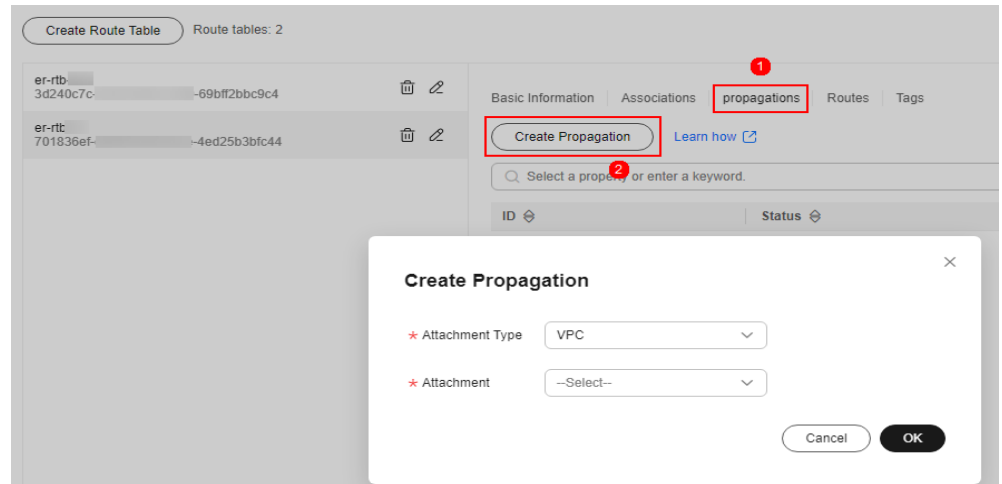 Create Route Table Route tables: 2
1
er-rtb-
3d240c7c- -69bff2bbc9c4
Basic Information Associations propagations Routes Tags
er-rtb
701836ef- -4ed25b3bfc44
Create Propagation Learn how
2
Select a property or enter a keyword.
ID Status
Create Propagation
* Attachment Type VPC
* Attachment --Select--
Cancel OK